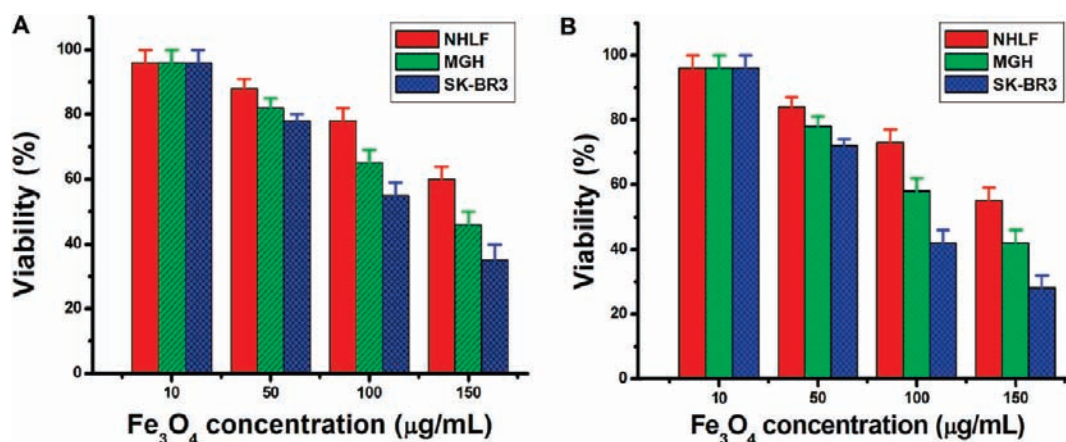 A
NHLF
MGH
SK-BR3
Viability (%)
100
80
60
40
20
0
10 50 100 150
Fe₃O₄ concentration (μg/mL)
B
NHLF
MGH
SK-BR3
Viability (%)
100
80
60
40
20
0
10 50 100 150
Fe₃O₄ concentration (μg/mL)